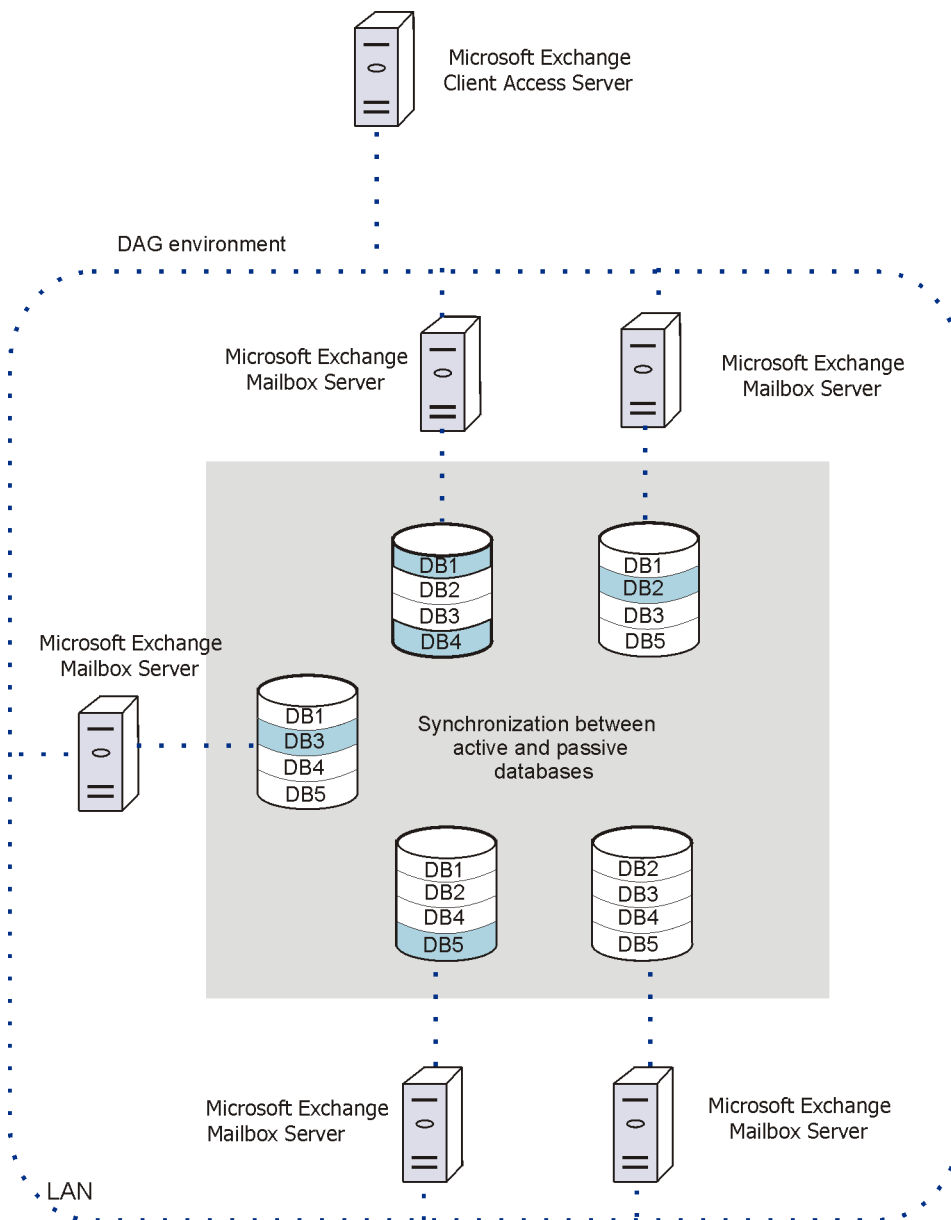 Microsoft Exchange
Client Access Server
DAG environment
Microsoft Exchange
Mailbox Server
Microsoft Exchange
Mailbox Server
DB1
DB2
DB3
DB4
DB1
DB2
DB3
DB5
Microsoft Exchange
Mailbox Server
DB1
DB3
DB4
DB5
Synchronization between
active and passive
databases
DB1
DB2
DB4
DB5
DB2
DB3
DB4
DB5
Microsoft Exchange
Mailbox Server
Microsoft Exchange
Mailbox Server
LAN